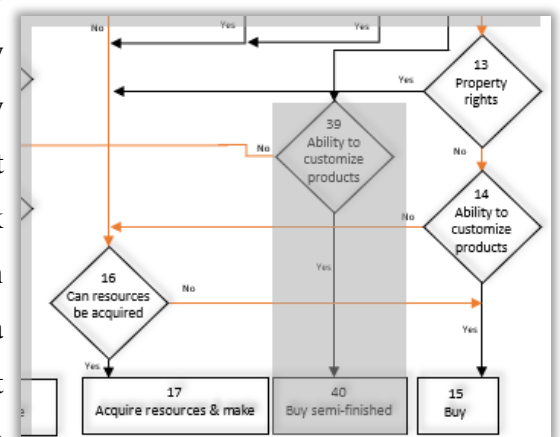 No
Yes
Yes
13
Property
rights
Yes
39
Ability to
customize
products
No
No
14
Ability to
customize
products
No
16
Can resources
be acquired
No
Yes
Yes
Yes
17
Acquire resources & make
40
Buy semi-finished
15
Buy